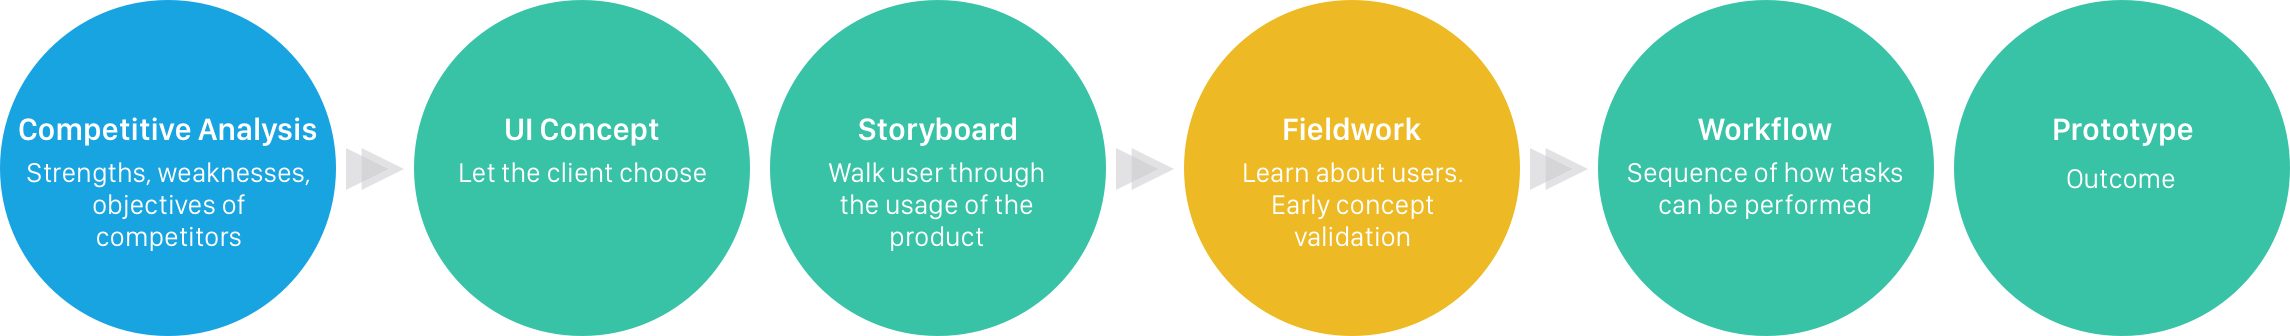 Competitive Analysis
Strengths, weaknesses,
objectives of
competitors
UI Concept
Let the client choose
Storyboard
Walk user through
the usage of the
product
Fieldwork
Learn about users.
Early concept
validation
Workflow
Sequence of how tasks
can be performed
Prototype
Outcome